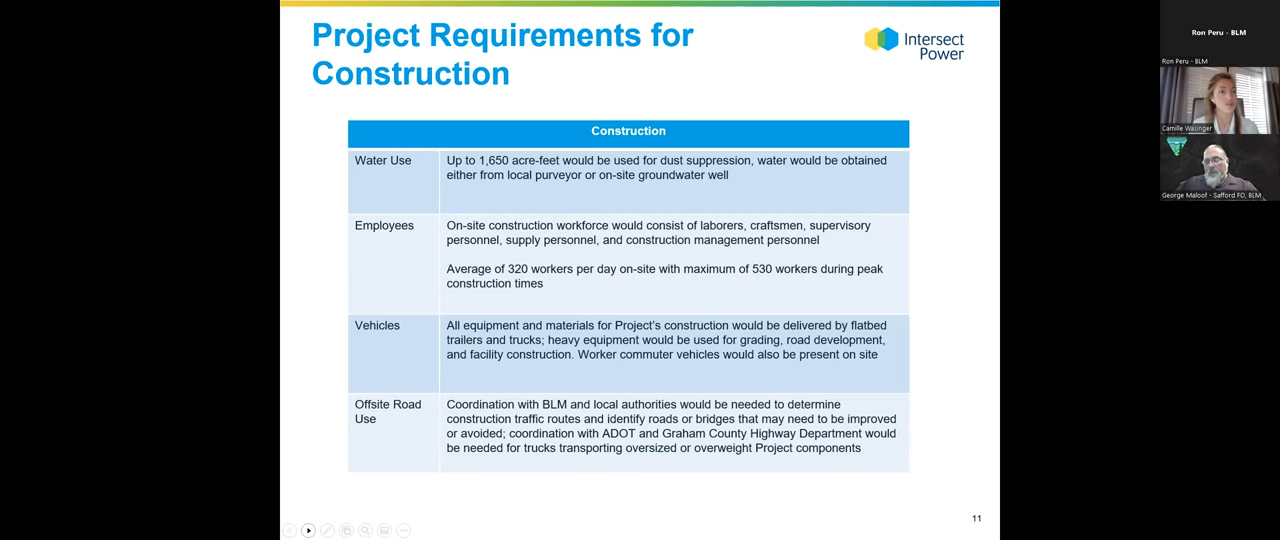 Project Requirements for
Construction
Intersect
Power
Construction
Water Use
Up to 1,650 acre-feet would be used for dust suppression, water would be obtained
either from local purveyor or on-site groundwater well
Employees
On-site construction workforce would consist of laborers, craftsmen, supervisory
personnel, supply personnel, and construction management personnel
Average of 320 workers per day on-site with maximum of 530 workers during peak
construction times
Vehicles
All equipment and materials for Project's construction would be delivered by flatbed
trailers and trucks; heavy equipment would be used for grading, road development,
and facility construction. Worker commuter vehicles would also be present on site
Offsite Road
Use
Coordination with BLM and local authorities would be needed to determine
construction traffic routes and identify roads or bridges that may need to be improved
or avoided; coordination with ADOT and Graham County Highway Department would
be needed for trucks transporting oversized or overweight Project components
11
Ron Peru - BLM
Ron Peru - BLM
Camille Wasinger
George Maloof - Safford FO, BLM